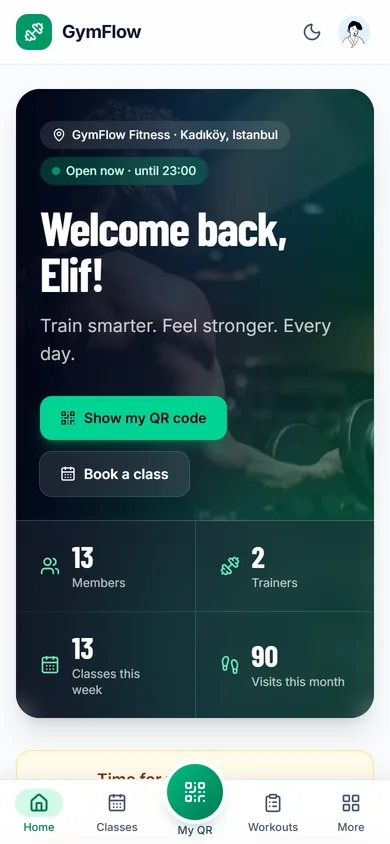 GymFlow
GymFlow Fitness · Kadıköy, Istanbul
Open now · until 23:00
Welcome back,
Elif!
Train smarter. Feel stronger. Every
day.
Show my QR code
Book a class
13
Members
2
Trainers
13
Classes this
week
90
Visits this month
Time for
Home
Classes
My QR
Workouts
More